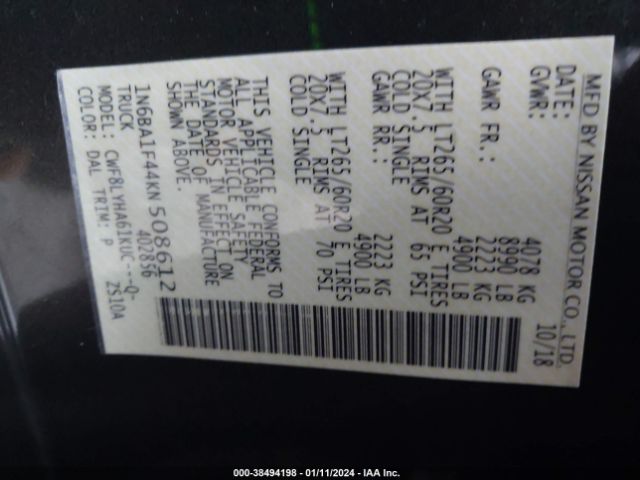 MFD BY NISSAN MOTOR CO., LTD.
DATE: 10/18
GVWR: 4078 KG
8990 LB
GAWR FR.: 2223 KG
4900 LB
WITH LT265/60R20 E TIRES
20X7.5 RIMS AT 65 PSI
COLD SINGLE
GAWR RR.: 2223 KG
4900 LB
WITH LT265/60R20 E TIRES
20X7.5 RIMS AT 70 PSI
COLD SINGLE
THIS VEHICLE CONFORMS TO
ALL APPLICABLE FEDERAL
MOTOR VEHICLE SAFETY
STANDARDS IN EFFECT ON
THE DATE OF MANUFACTURE
SHOWN ABOVE.
1N6BA1F44KN508612
TRUCK 402856
MODEL: CWF8LYHA61KUC---Q-
COLOR: DAL TRIM: P ZS10A
000-38494198 - 01/11/2024 - IAA Inc.